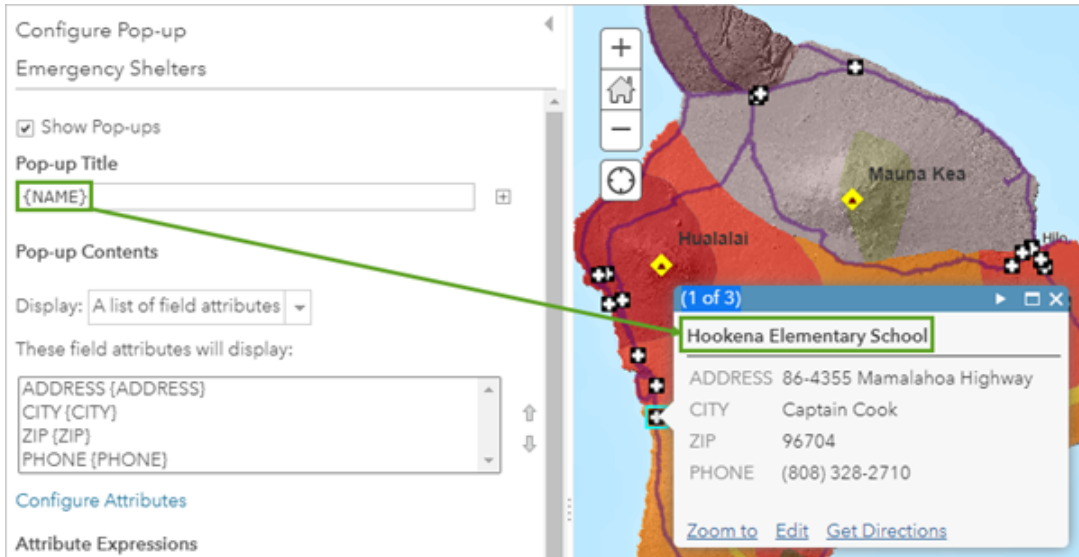 Configure Pop-up
Emergency Shelters
Show Pop-ups
Pop-up Title
{NAME}
Pop-up Contents
Display: A list of field attributes
These field attributes will display:
ADDRESS {ADDRESS}
CITY {CITY}
ZIP {ZIP}
PHONE {PHONE}
Configure Attributes
Attribute Expressions
Mauna Kea
Hualalai
Hilo
(1 of 3)
Hookena Elementary School
ADDRESS 86-4355 Mamalahoa Highway
CITY Captain Cook
ZIP 96704
PHONE (808) 328-2710
Zoom to Edit Get Directions